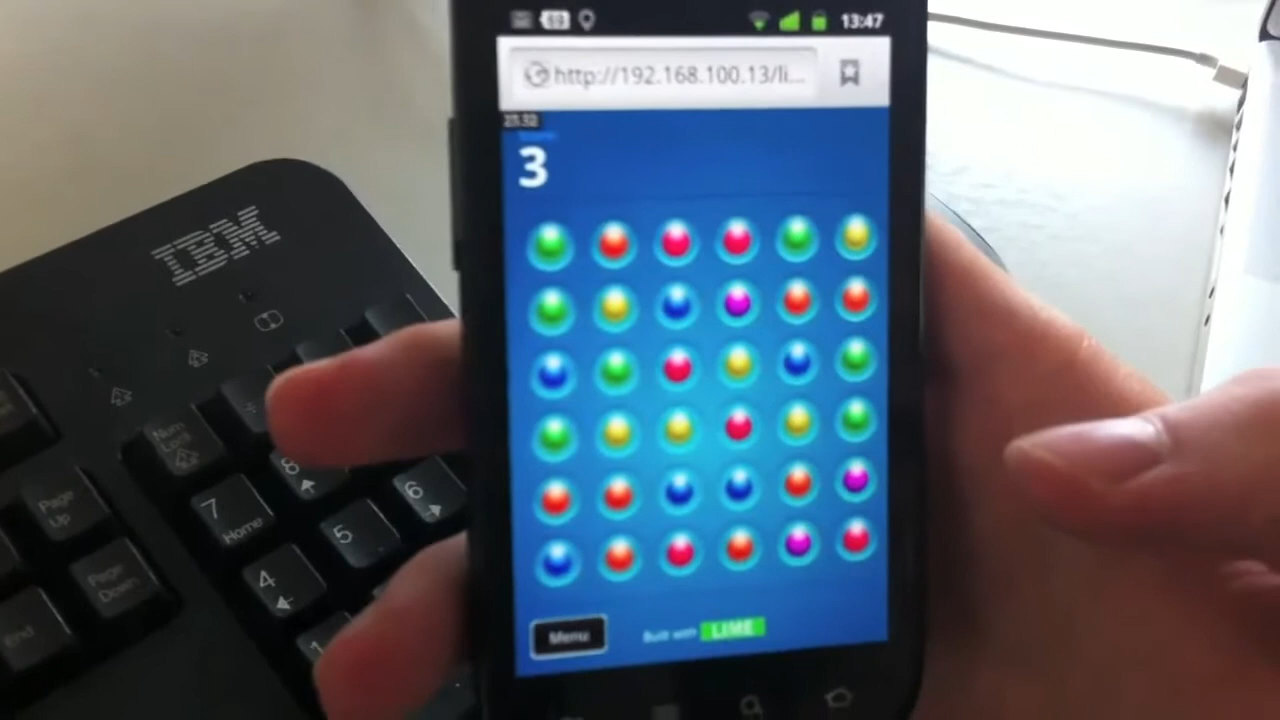 13:47
http://192.168.100.13/li...
3
IBM
Num
Lock
Page
Up
8
6
7
Home
5
Page
Down
4
End
1
Menu
Built with LIME